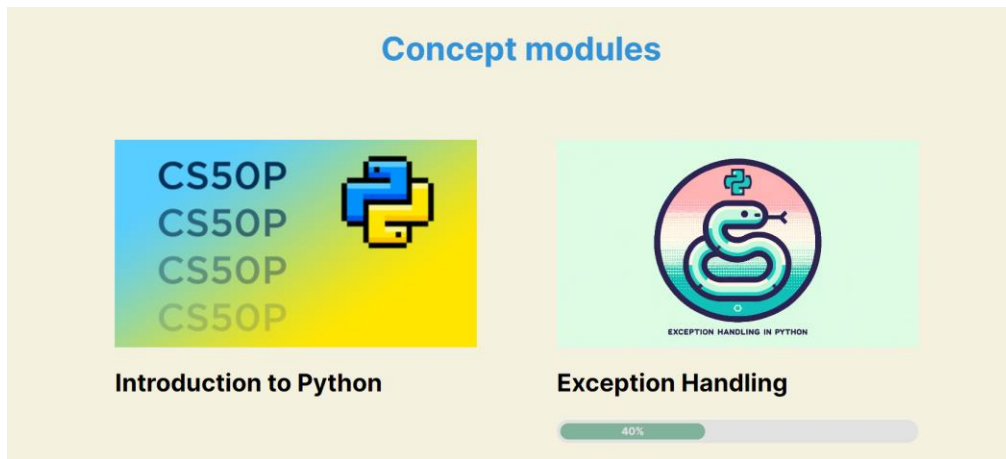 Concept modules
CS50P
CS50P
CS50P
CS50P
EXCEPTION HANDLING IN PYTHON
Introduction to Python
Exception Handling
40%